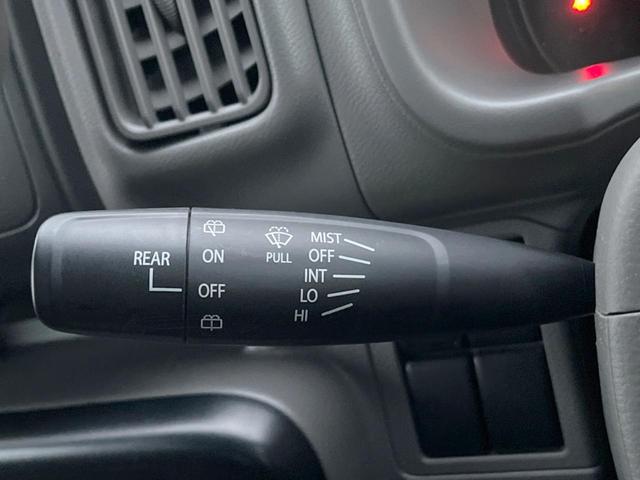 REAR
ON
OFF
PULL
MIST
OFF
INT
LO
HI